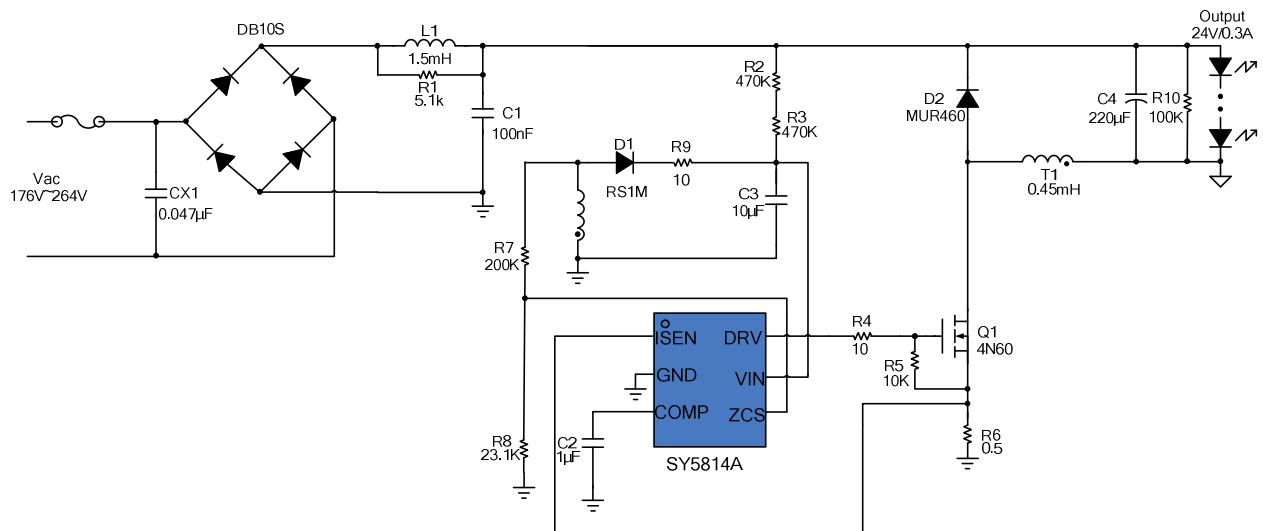 DB10S
L1
1.5mH
R1
5.1k
C1
100nF
Vac
176V~264V
CX1
0.047µF
R2
470K
R3
470K
D1
RS1M
R9
10
C3
10µF
R7
200K
R8
23.1K
C2
1µF
ISEN
GND
COMP
DRV
VIN
ZCS
SY5814A
R4
10
R5
10K
Q1
4N60
R6
0.5
D2
MUR460
T1
0.45mH
C4
220µF
R10
100K
Output
24V/0.3A